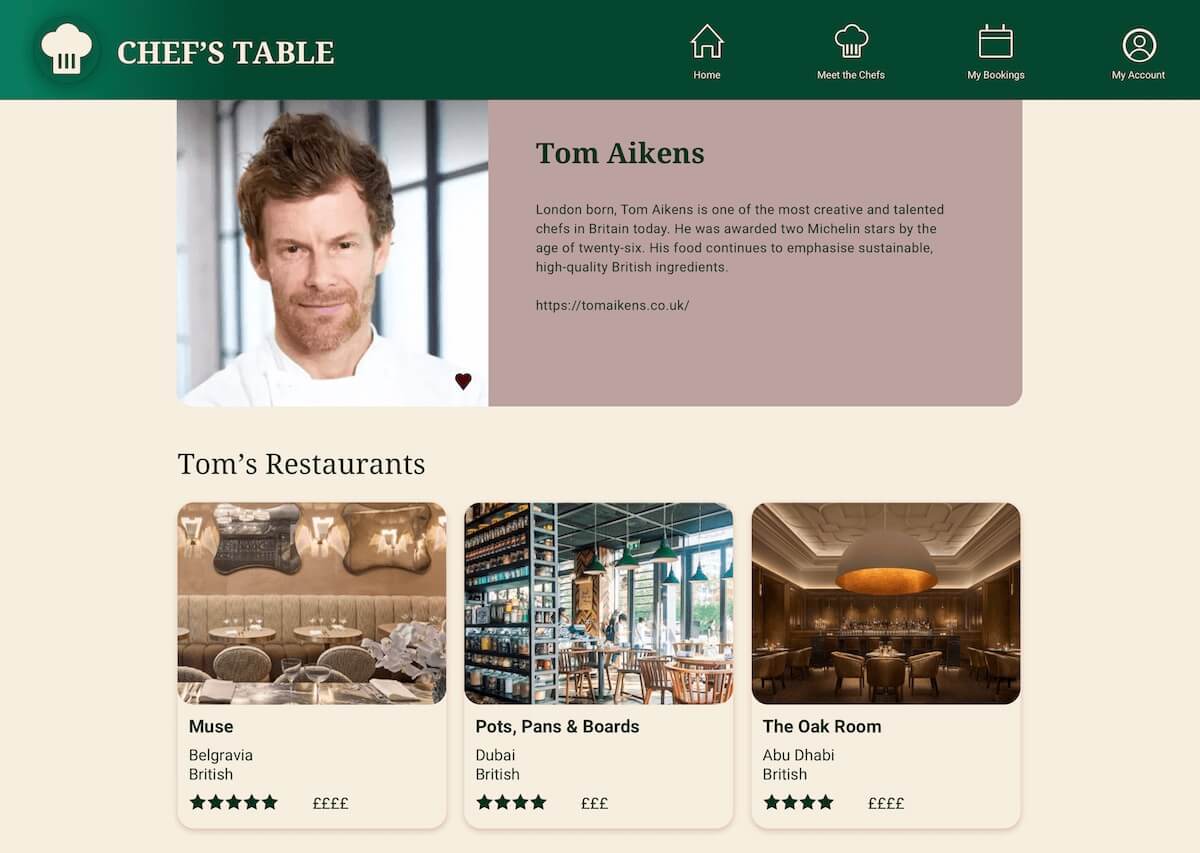 CHEF’S TABLE
Home
Meet the Chefs
My Bookings
My Account
Tom Aikens
London born, Tom Aikens is one of the most creative and talented
chefs in Britain today. He was awarded two Michelin stars by the
age of twenty-six. His food continues to emphasise sustainable,
high-quality British ingredients.
https://tomaikens.co.uk/
Tom’s Restaurants
Muse
Belgravia
British
££££
Pots, Pans & Boards
Dubai
British
£££
The Oak Room
Abu Dhabi
British
££££